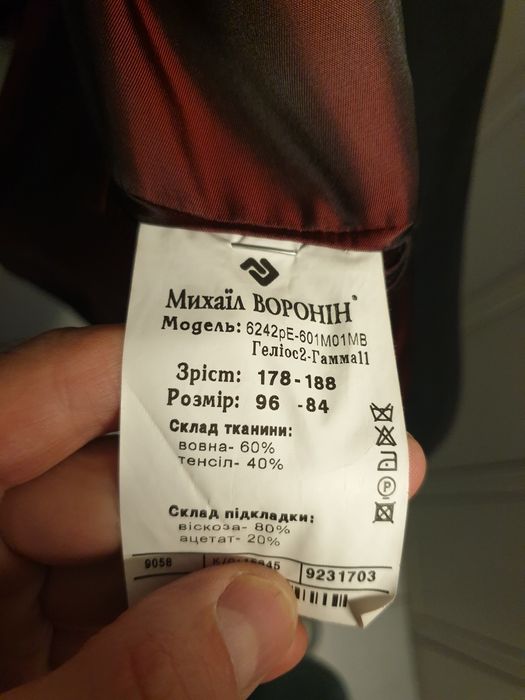 Михаїл ВОРОНІН®
Модель: 6242рЕ-601М01МВ
Геліос2-Гамма11
Зріст: 178-188
Розмір: 96 -84
Склад тканини:
вовна- 60%
тенсіл- 40%
P
Склад підкладки:
віскоза- 80%
ацетат- 20%
9058
9231703